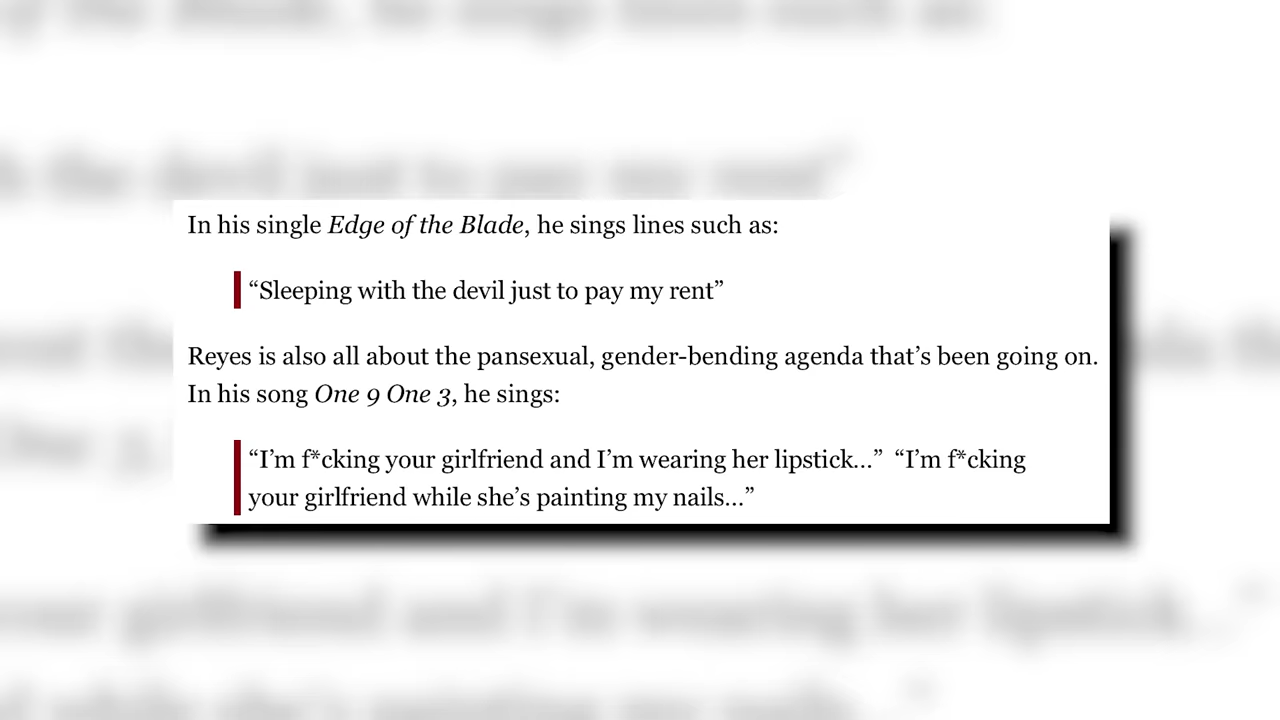 In his single Edge of the Blade, he sings lines such as:
“Sleeping with the devil just to pay my rent”
Reyes is also all about the pansexual, gender-bending agenda that’s been going on.
In his song One 9 One 3, he sings:
“I’m f*cking your girlfriend and I’m wearing her lipstick…”  “I’m f*cking
your girlfriend while she’s painting my nails…”